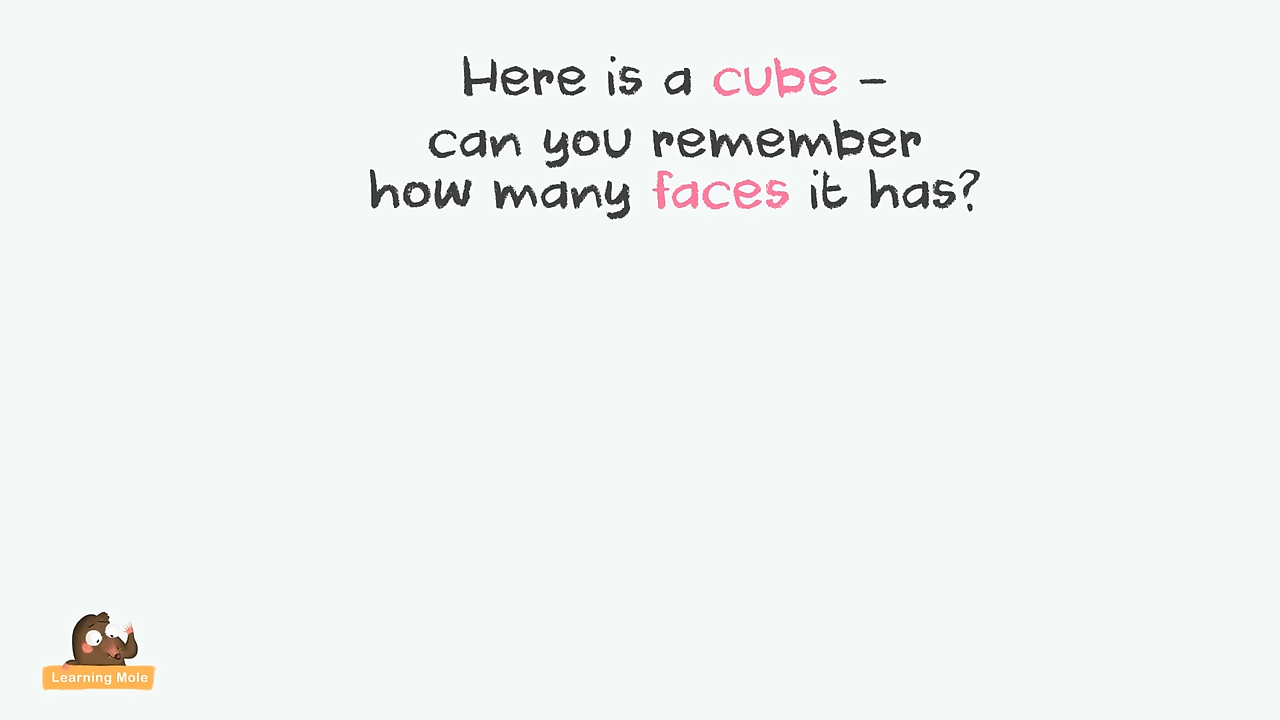 Here is a cube –
can you remember
how many faces it has?
Learning Mole